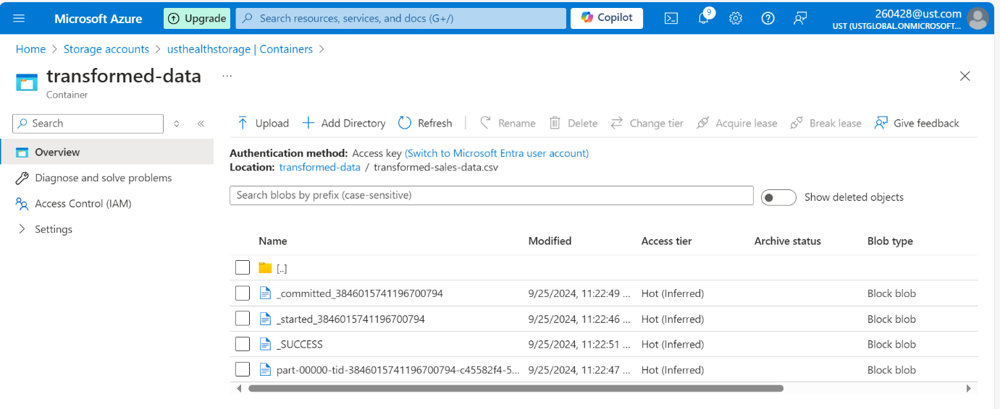 Microsoft Azure
Upgrade
Search resources, services, and docs (G+/)
Copilot
9
260428@ust.com
UST (USTGLOBAL.ONMICROSOFT...
Home > Storage accounts > usthealthstorage | Containers >
transformed-data ...
Container
Search
Upload
Add Directory
Refresh
Rename
Delete
Change tier
Acquire lease
Break lease
Give feedback
Overview
Diagnose and solve problems
Access Control (IAM)
Settings
Authentication method: Access key (Switch to Microsoft Entra user account)
Location: transformed-data / transformed-sales-data.csv
Search blobs by prefix (case-sensitive)
Show deleted objects
Name Modified Access tier Archive status Blob type
[..]
_committed_3846015741196700794 9/25/2024, 11:22:49 ... Hot (Inferred) Block blob
_started_3846015741196700794 9/25/2024, 11:22:46 ... Hot (Inferred) Block blob
_SUCCESS 9/25/2024, 11:22:51 ... Hot (Inferred) Block blob
part-00000-tid-3846015741196700794-c45582f4-5... 9/25/2024, 11:22:47 ... Hot (Inferred) Block blob